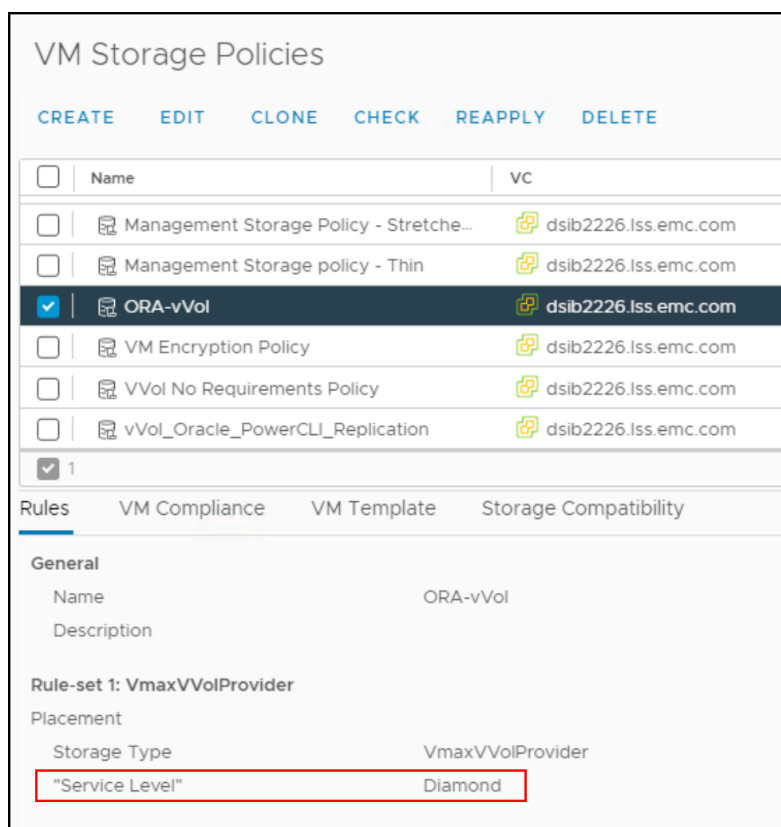 VM Storage Policies
CREATE EDIT CLONE CHECK REAPPLY DELETE
Name VC
Management Storage Policy - Stretche... dsib2226.lss.emc.com
Management Storage policy - Thin dsib2226.lss.emc.com
ORA-vVol dsib2226.lss.emc.com
VM Encryption Policy dsib2226.lss.emc.com
VVol No Requirements Policy dsib2226.lss.emc.com
vVol_Oracle_PowerCLI_Replication dsib2226.lss.emc.com
1
Rules VM Compliance VM Template Storage Compatibility
General
Name ORA-vVol
Description
Rule-set 1: VmaxVVolProvider
Placement
Storage Type VmaxVVolProvider
"Service Level" Diamond